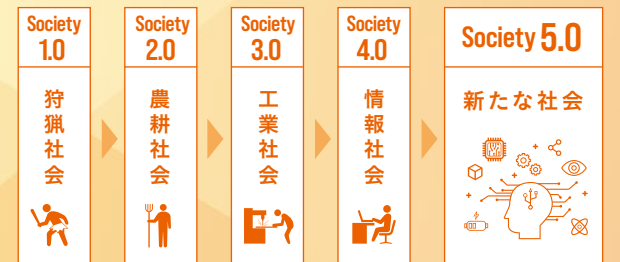 Society
1.0
狩猟社会
Society
2.0
農耕社会
Society
3.0
工業社会
Society
4.0
情報社会
Society 5.0
新たな社会